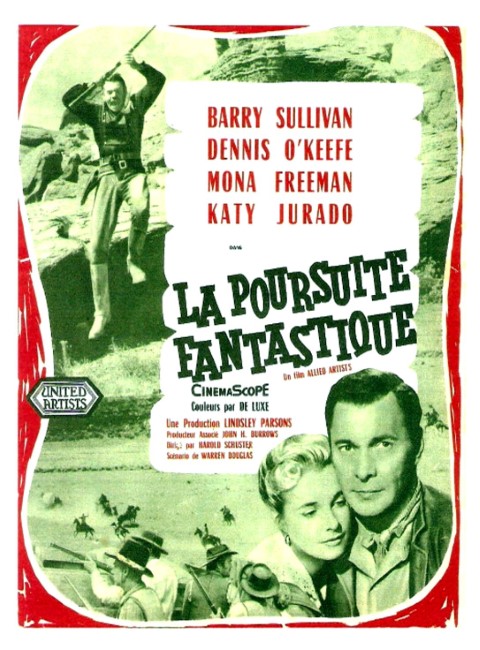 BARRY SULLIVAN
DENNIS O'KEEFE
MONA FREEMAN
KATY JURADO
DANS
LA POURSUITE
FANTASTIQUE
Un film ALLIED ARTISTS
CINEMASCOPE
Couleurs par DE LUXE
Une Production LINDSLEY PARSONS
Producteur Associé JOHN H. BURROWS
Dirigé par HAROLD SCHUSTER
Scénario de WARREN DOUGLAS
UNITED
ARTISTS